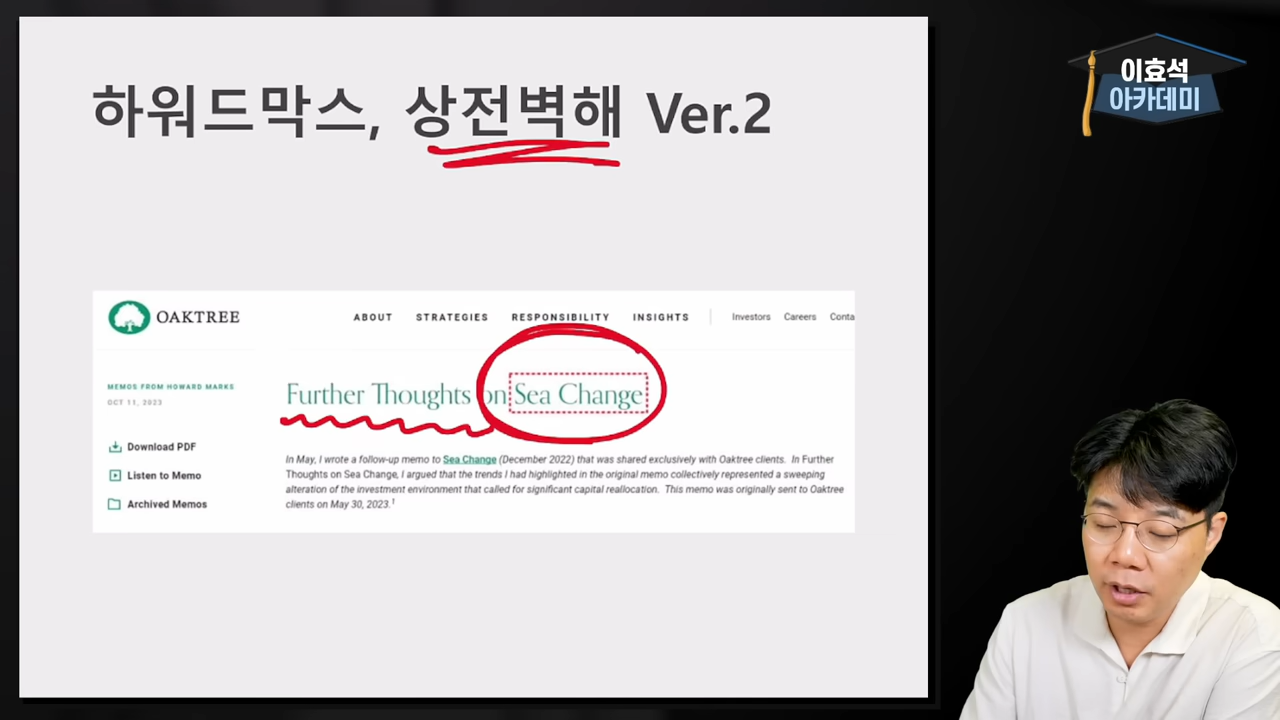 하워드막스, 상전벽해 Ver.2
이효석
아카데미
OAKTREE
ABOUT STRATEGIES RESPONSIBILITY INSIGHTS Investors Careers Conta
MEMOS FROM HOWARD MARKS
OCT 11, 2023
Download PDF
Listen to Memo
Archived Memos
Further Thoughts on Sea Change
In May, I wrote a follow-up memo to Sea Change (December 2022) that was shared exclusively with Oaktree clients. In Further
Thoughts on Sea Change, I argued that the trends I had highlighted in the original memo collectively represented a sweeping
alteration of the investment environment that called for significant capital reallocation. This memo was originally sent to Oaktree
clients on May 30, 2023.1